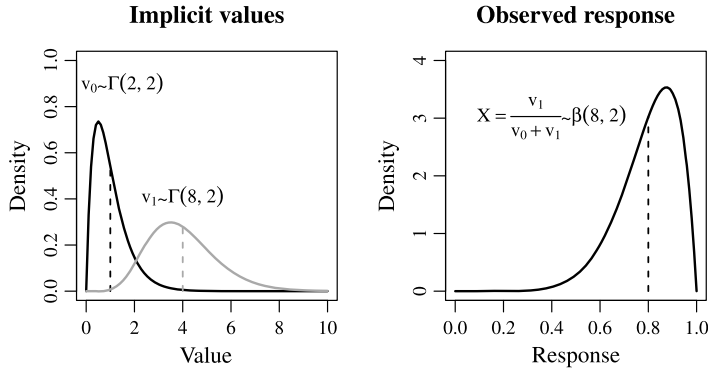 Implicit values
v₀~Γ(2, 2)
v₁~Γ(8, 2)
Density
0.0 0.2 0.4 0.6 0.8 1.0
0 2 4 6 8 10
Value
Observed response
X = v₁ / (v₀ + v₁) ~β(8, 2)
Density
0 1 2 3 4
0.0 0.2 0.4 0.6 0.8 1.0
Response